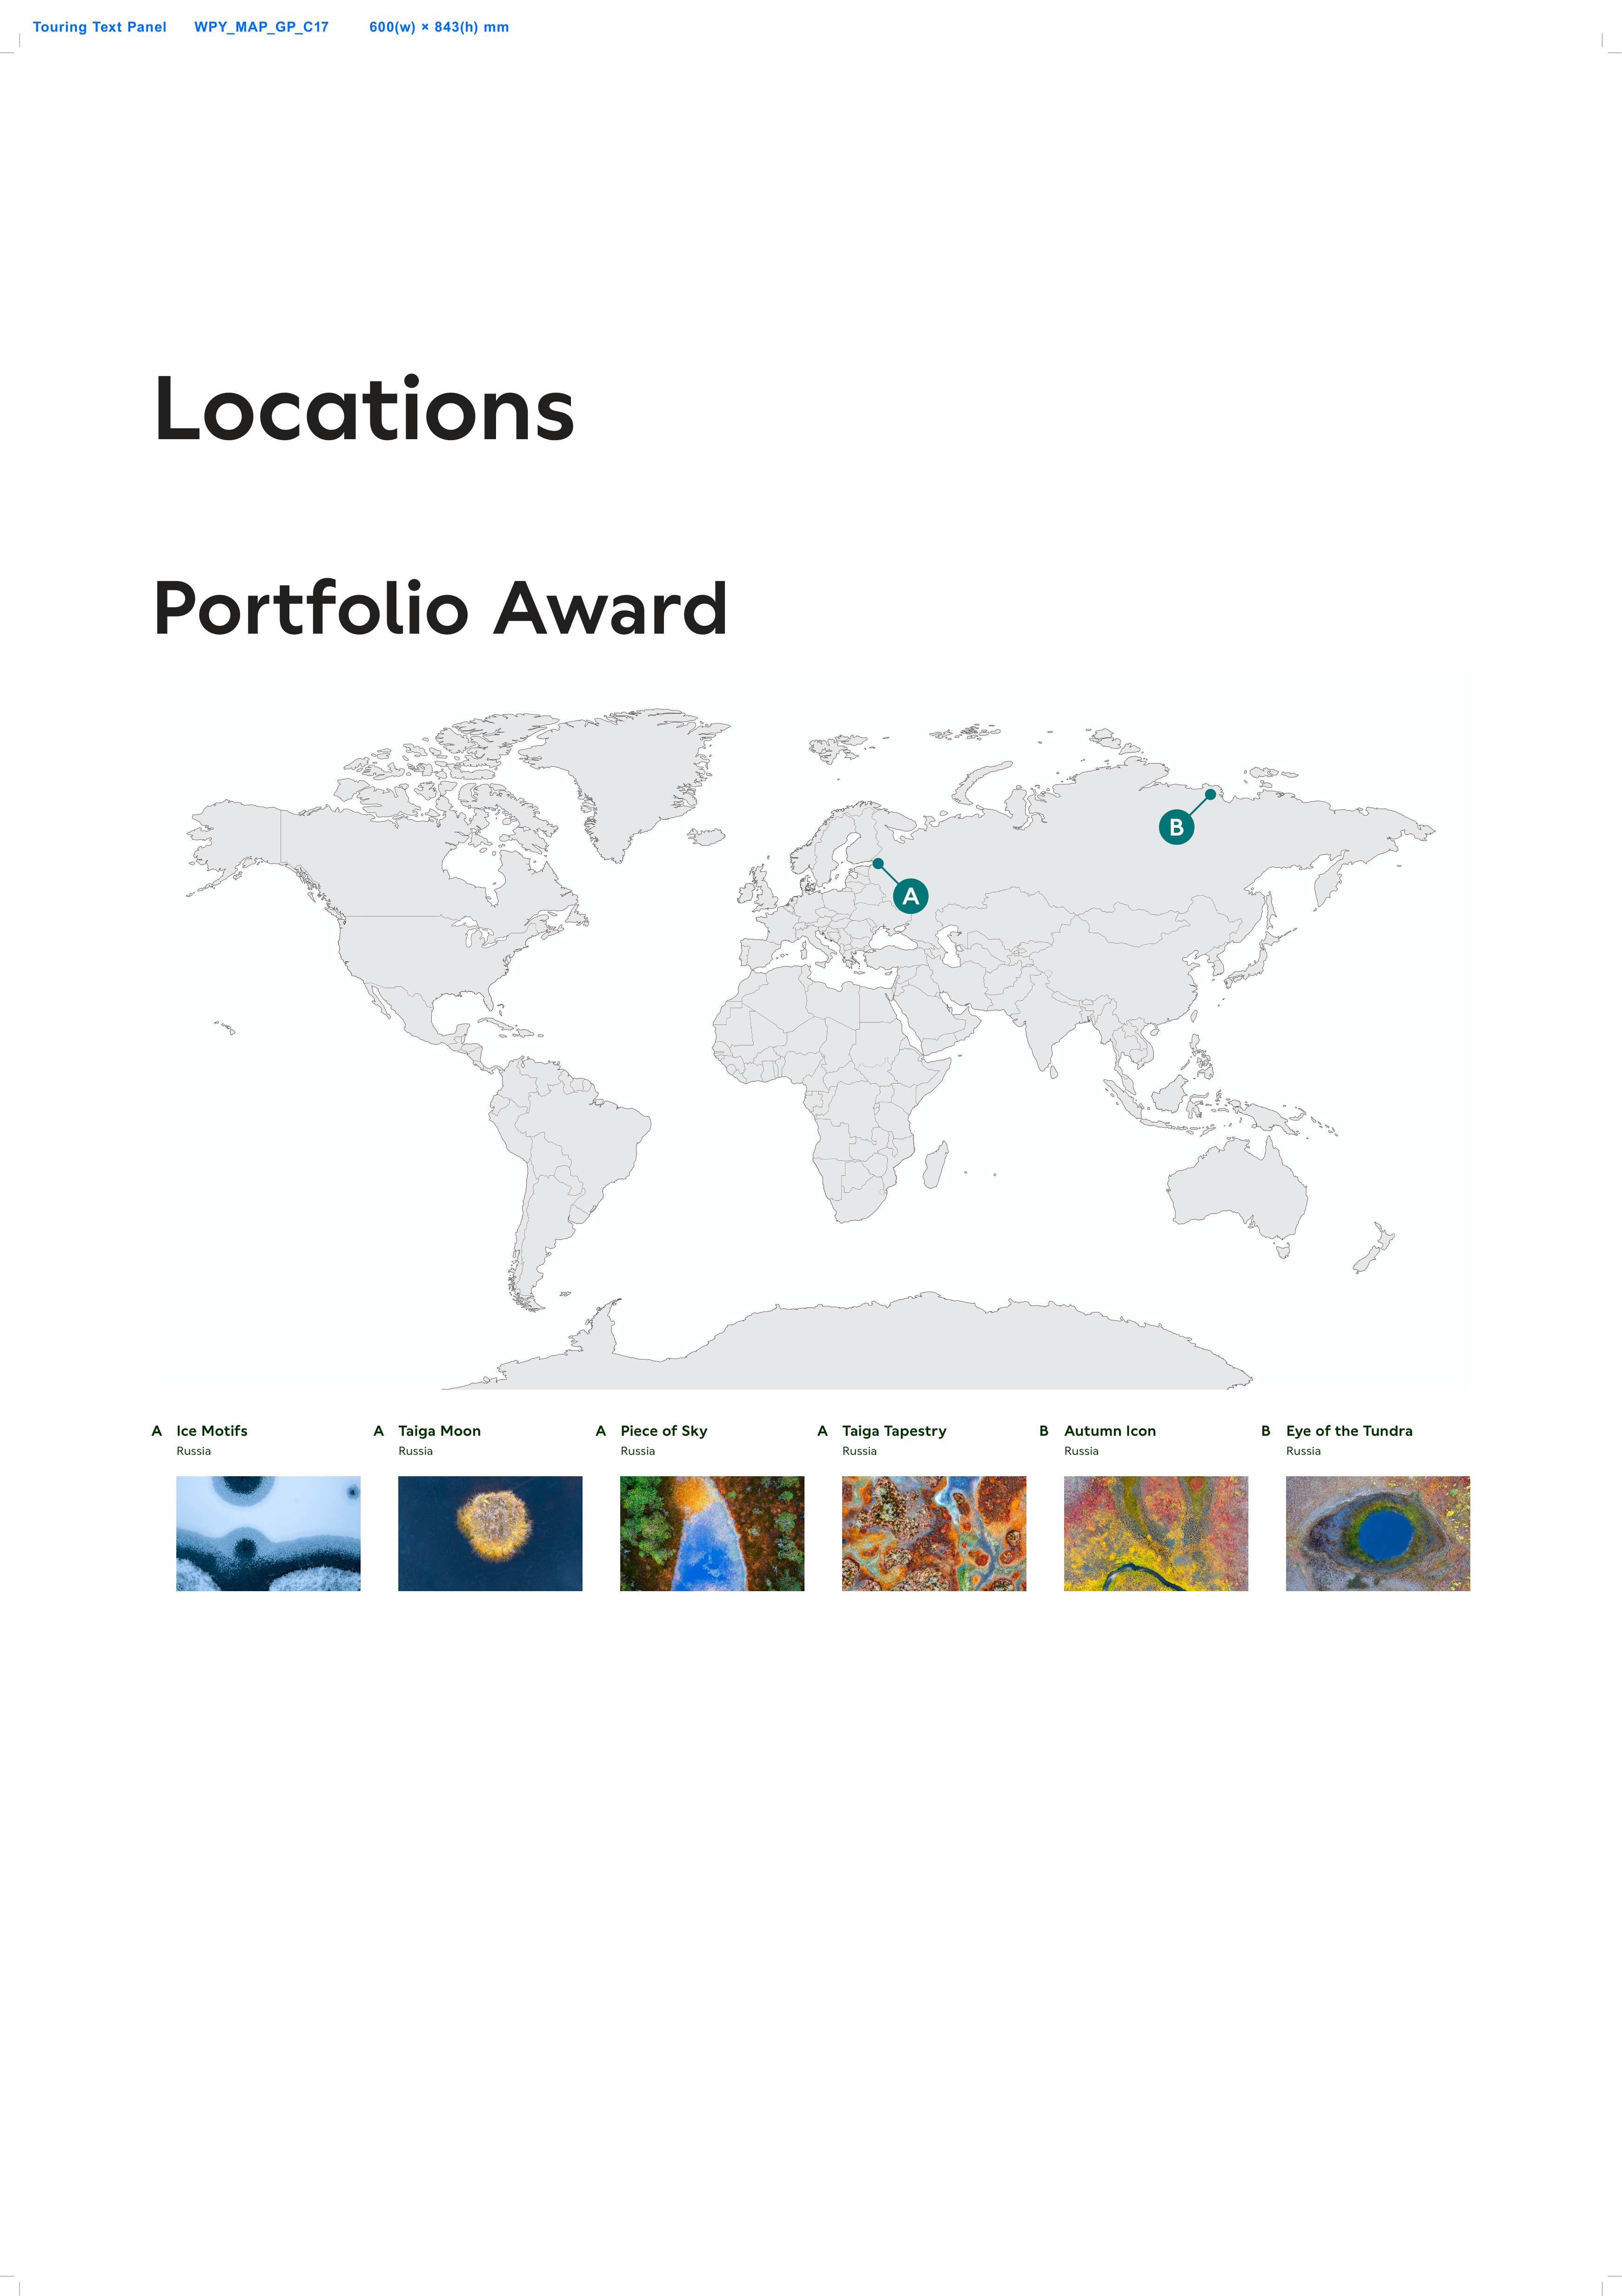 Touring Text Panel WPY_MAP_GP_C17 600(w) × 843(h) mm
Locations
Portfolio Award
B
A
A Ice Motifs
Russia
A Taiga Moon
Russia
A Piece of Sky
Russia
A Taiga Tapestry
Russia
B Autumn Icon
Russia
B Eye of the Tundra
Russia